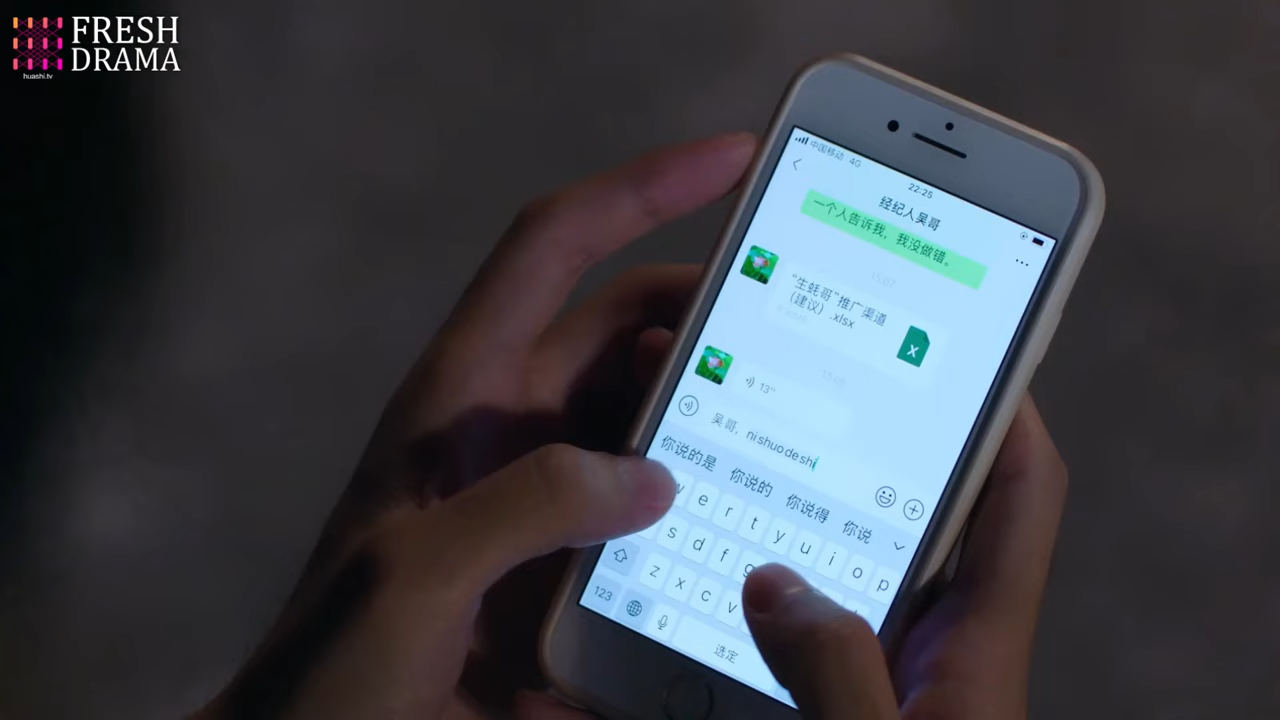 FRESH
DRAMA
huashi.tv
中国移动 4G
22:25
经纪人吴哥
一个人告诉我，我没做错。
15:07
“生蚝哥”推广渠道
（建议）.xlsx
X
13"
吴哥，nishuodeshi
你说的是 你说的 你说得 你说
w e r t y u i o p
s d f g
z x c v
123
选定